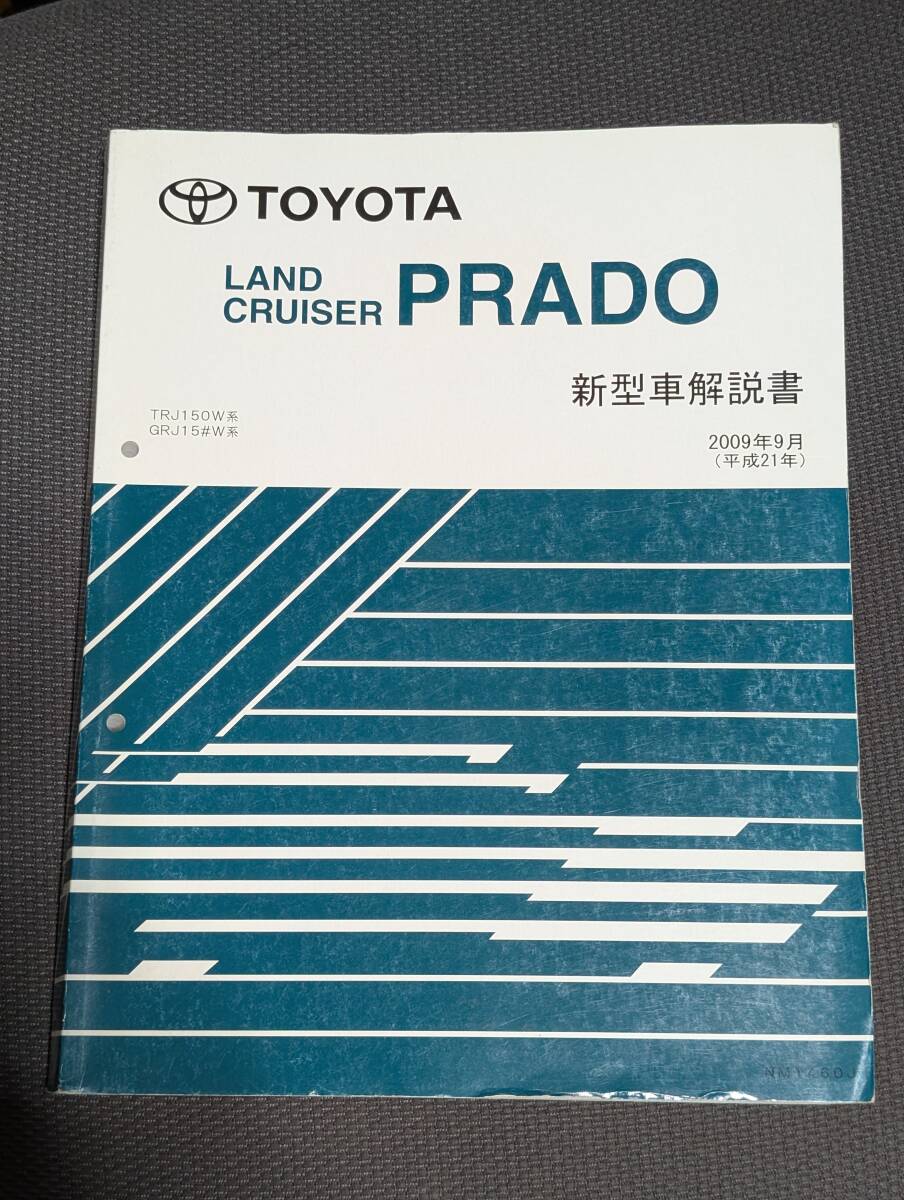 TOYOTA
LAND
CRUISER PRADO
新型車解説書
TRJ150W系
GRJ15#W系
2009年9月
(平成21年)
NM1460J